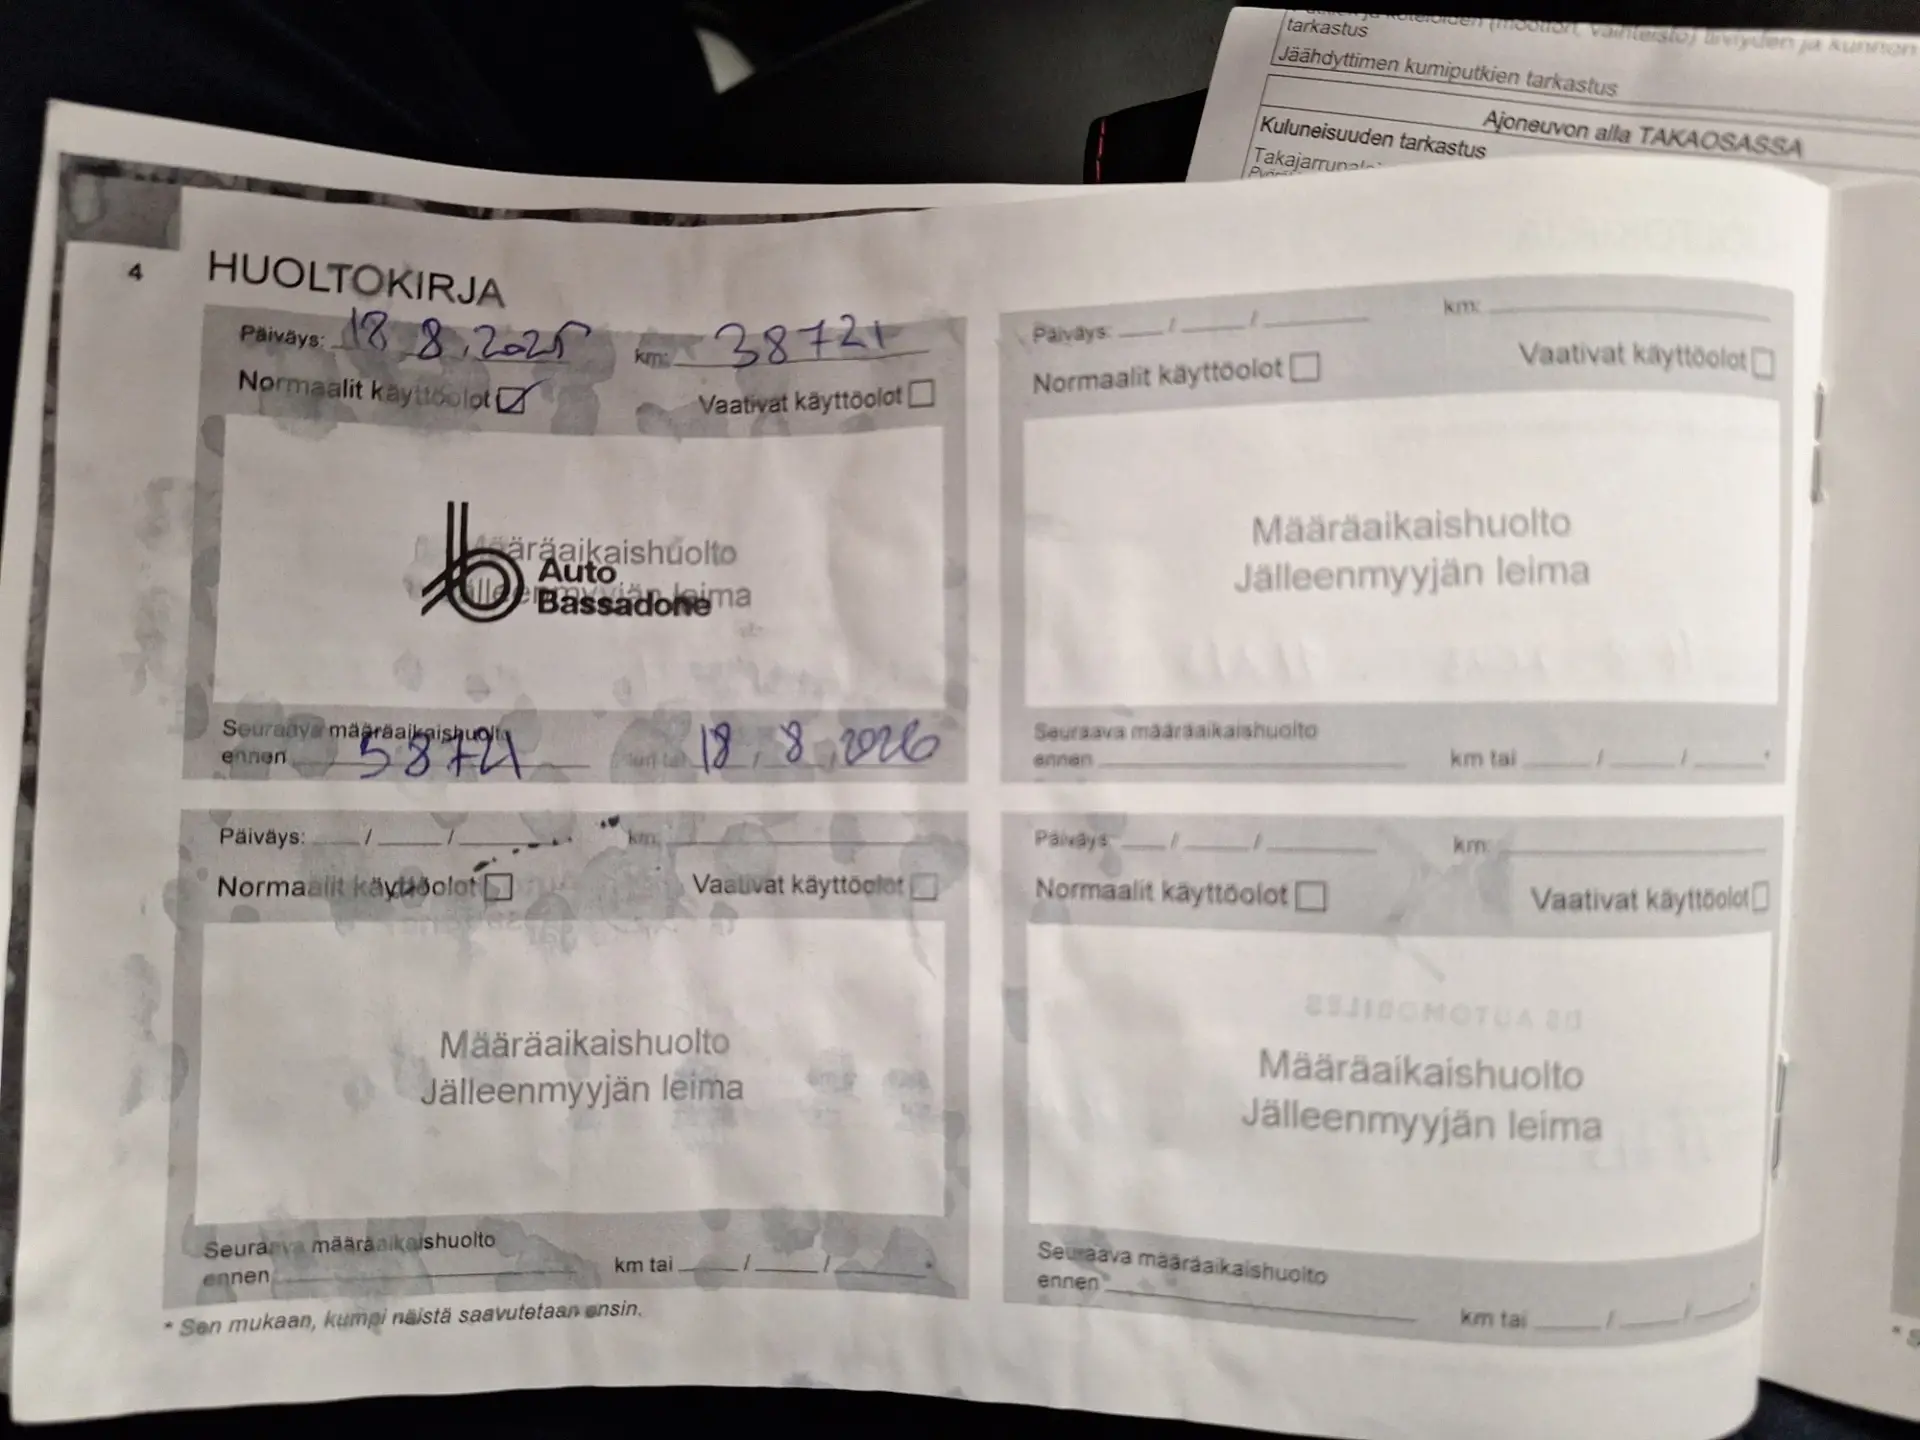 tarkastus
Jäähdyttimen kumiputkien tarkastus
Ajoneuvon alla TAKAOSASSA
Kuluneisuuden tarkastus
4
HUOLTOKIRJA
Päiväys: 18 8.2025 km: 38721
Normaalit käyttöolot Vaativat käyttöolot
Määräaikaishuolto
Jälleenmyyjän leima
Auto
Bassadone
Seuraava määräaikaishuolto
ennen 58721 km tai 18.8.2026
Päiväys: / / km:
Normaalit käyttöolot Vaativat käyttöolot
Määräaikaishuolto
Jälleenmyyjän leima
Seuraava määräaikaishuolto
ennen km tai / / *
Päiväys: / / km:
Normaalit käyttöolot Vaativat käyttöolot
Määräaikaishuolto
Jälleenmyyjän leima
Seuraava määräaikaishuolto
ennen km tai / / *
* Sen mukaan, kumpi näistä saavutetaan ensin.
Päiväys: / / km:
Normaalit käyttöolot Vaativat käyttöolot
DS AUTOMOBILES
Määräaikaishuolto
Jälleenmyyjän leima
Seuraava määräaikaishuolto
ennen km tai / / *